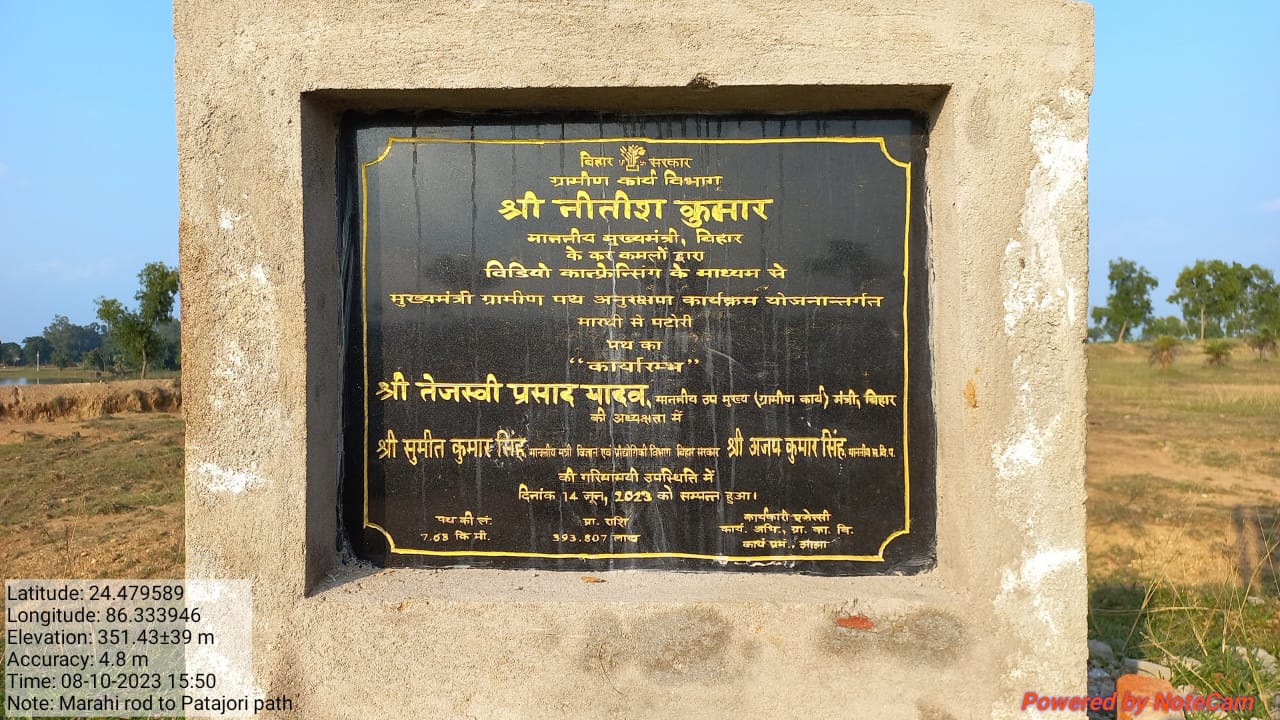 बिहार सरकार
ग्रामीण कार्य विभाग
श्री नीतीश कुमार
माननीय मुख्यमंत्री, बिहार
के कर कमलों द्वारा
विडियो कान्फ्रेन्सिंग के माध्यम से
मुख्यमंत्री ग्रामीण पथ अनुरक्षण कार्यक्रम योजनान्तर्गत
मारथी से पटोरी
पथ का
“कार्यारम्भ”
श्री तेजस्वी प्रसाद यादव, माननीय उप मुख्य (ग्रामीण कार्य) मंत्री, बिहार
की अध्यक्षता में
श्री सुमीत कुमार सिंह, माननीय मंत्री विज्ञान एवं प्रौद्योगिकी विभाग बिहार सरकार श्री अजय कुमार सिंह, माननीय स.वि.प.
की गरिमामयी उपस्थिति में
दिनांक 14 जून, 2023 को सम्पन्न हुआ।
पथ की लं. प्रा. राशि कार्यकारी एजेन्सी
7.68 कि मी. 393.807 लाख कार्य. अभि., ग्रा. का. वि.
कार्य प्रमं., झाझा
Latitude: 24.479589
Longitude: 86.333946
Elevation: 351.43±39 m
Accuracy: 4.8 m
Time: 08-10-2023 15:50
Note: Marahi rod to Patajori path
Powered by NoteCam